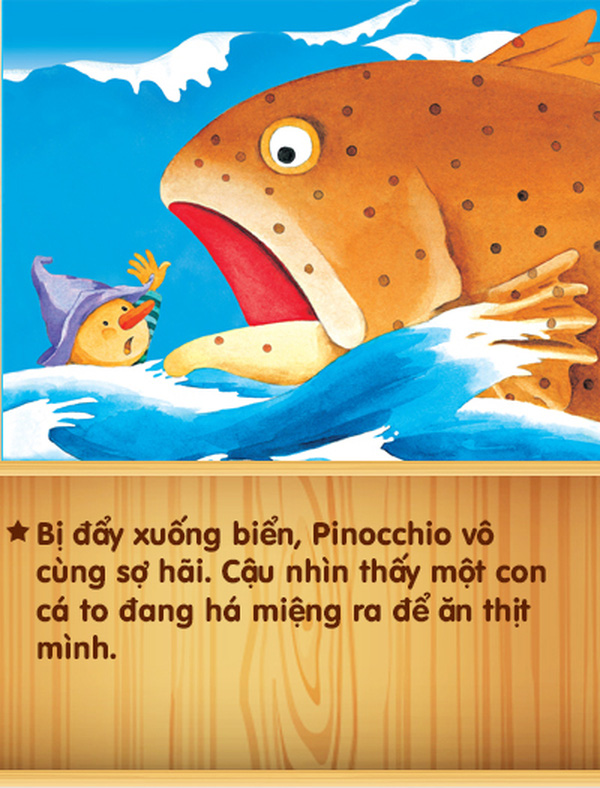 ★ Bị đẩy xuống biển, Pinocchio vô
cùng sợ hãi. Cậu nhìn thấy một con
cá to đang há miệng ra để ăn thịt
mình.